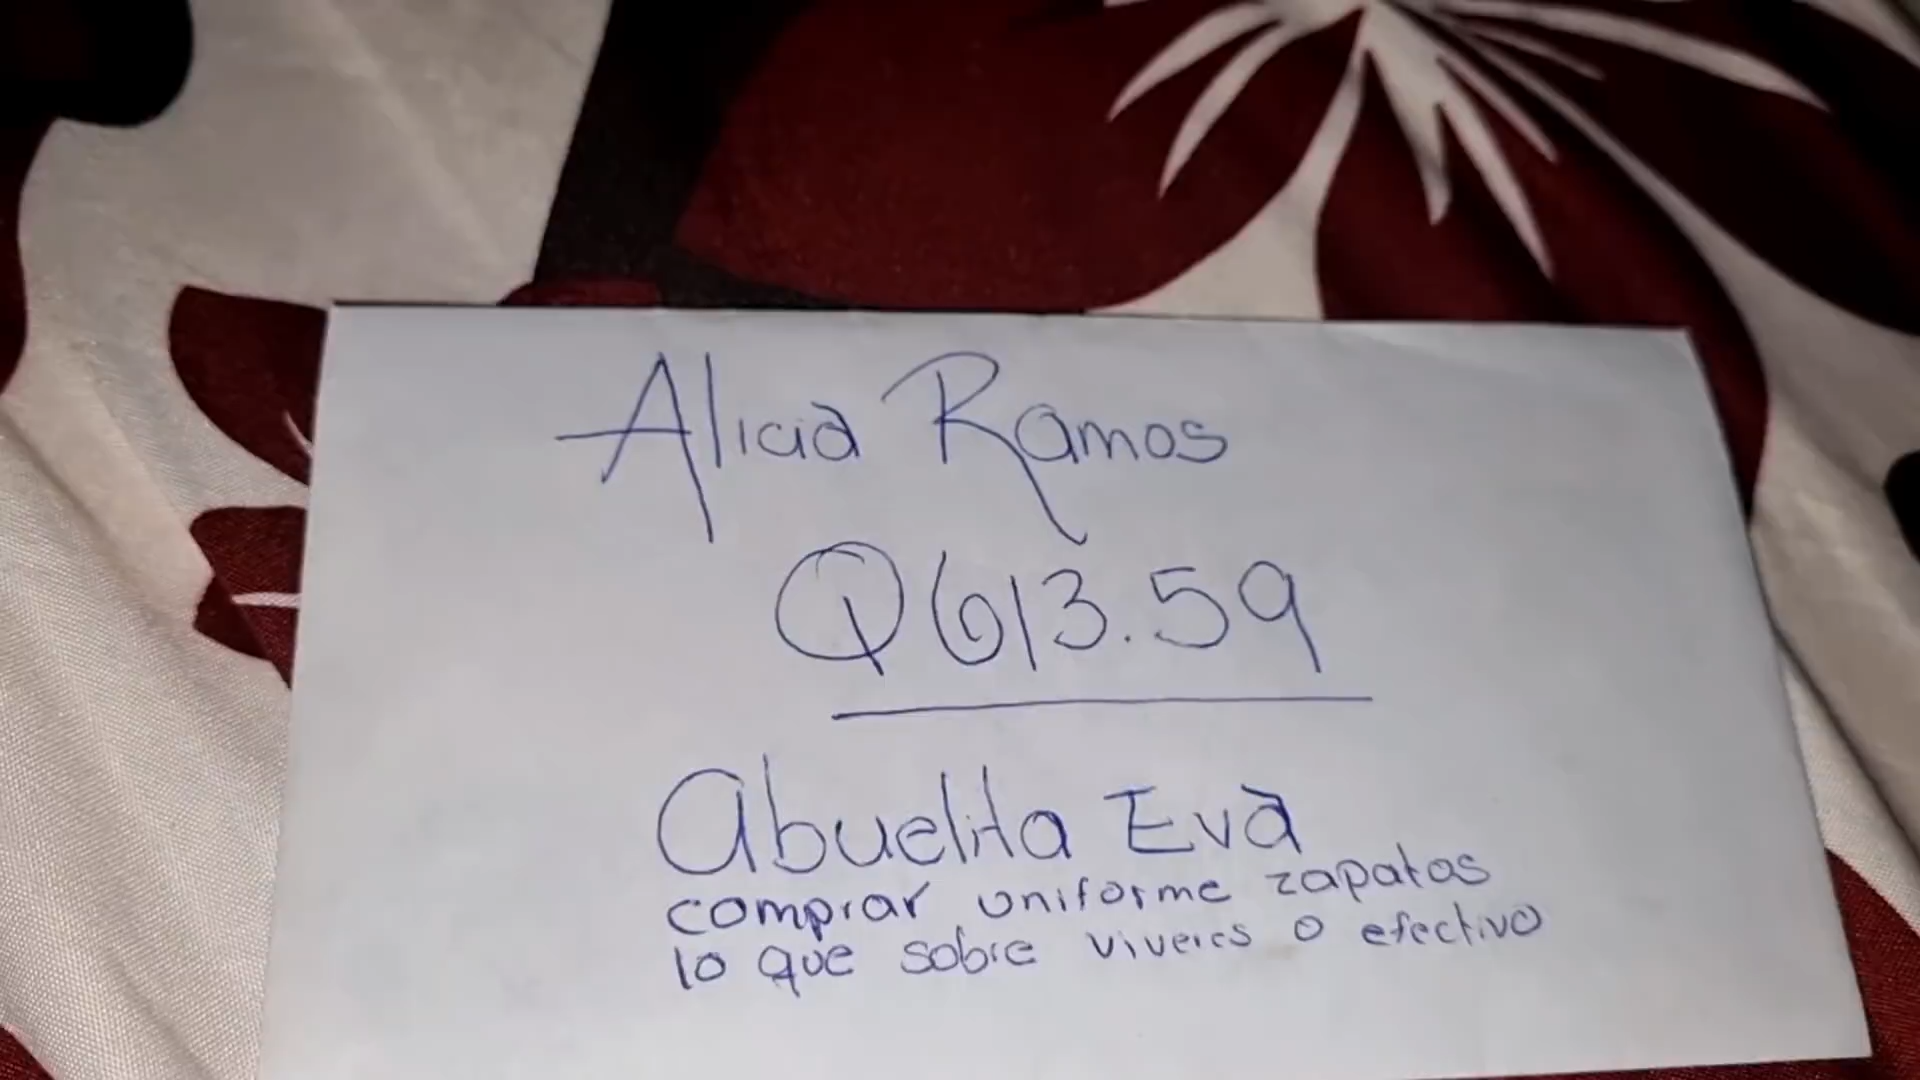 Alicia Ramos
Q613.59
Abuelita Eva
comprar uniforme zapatos
lo que sobre viveres o efectivo